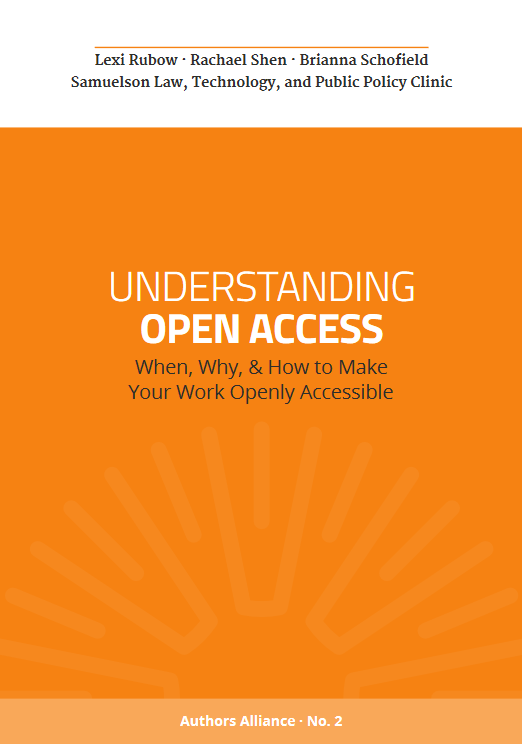 Lexi Rubow · Rachael Shen · Brianna Schofield
Samuelson Law, Technology, and Public Policy Clinic
UNDERSTANDING
OPEN ACCESS
When, Why, & How to Make
Your Work Openly Accessible
Authors Alliance · No. 2